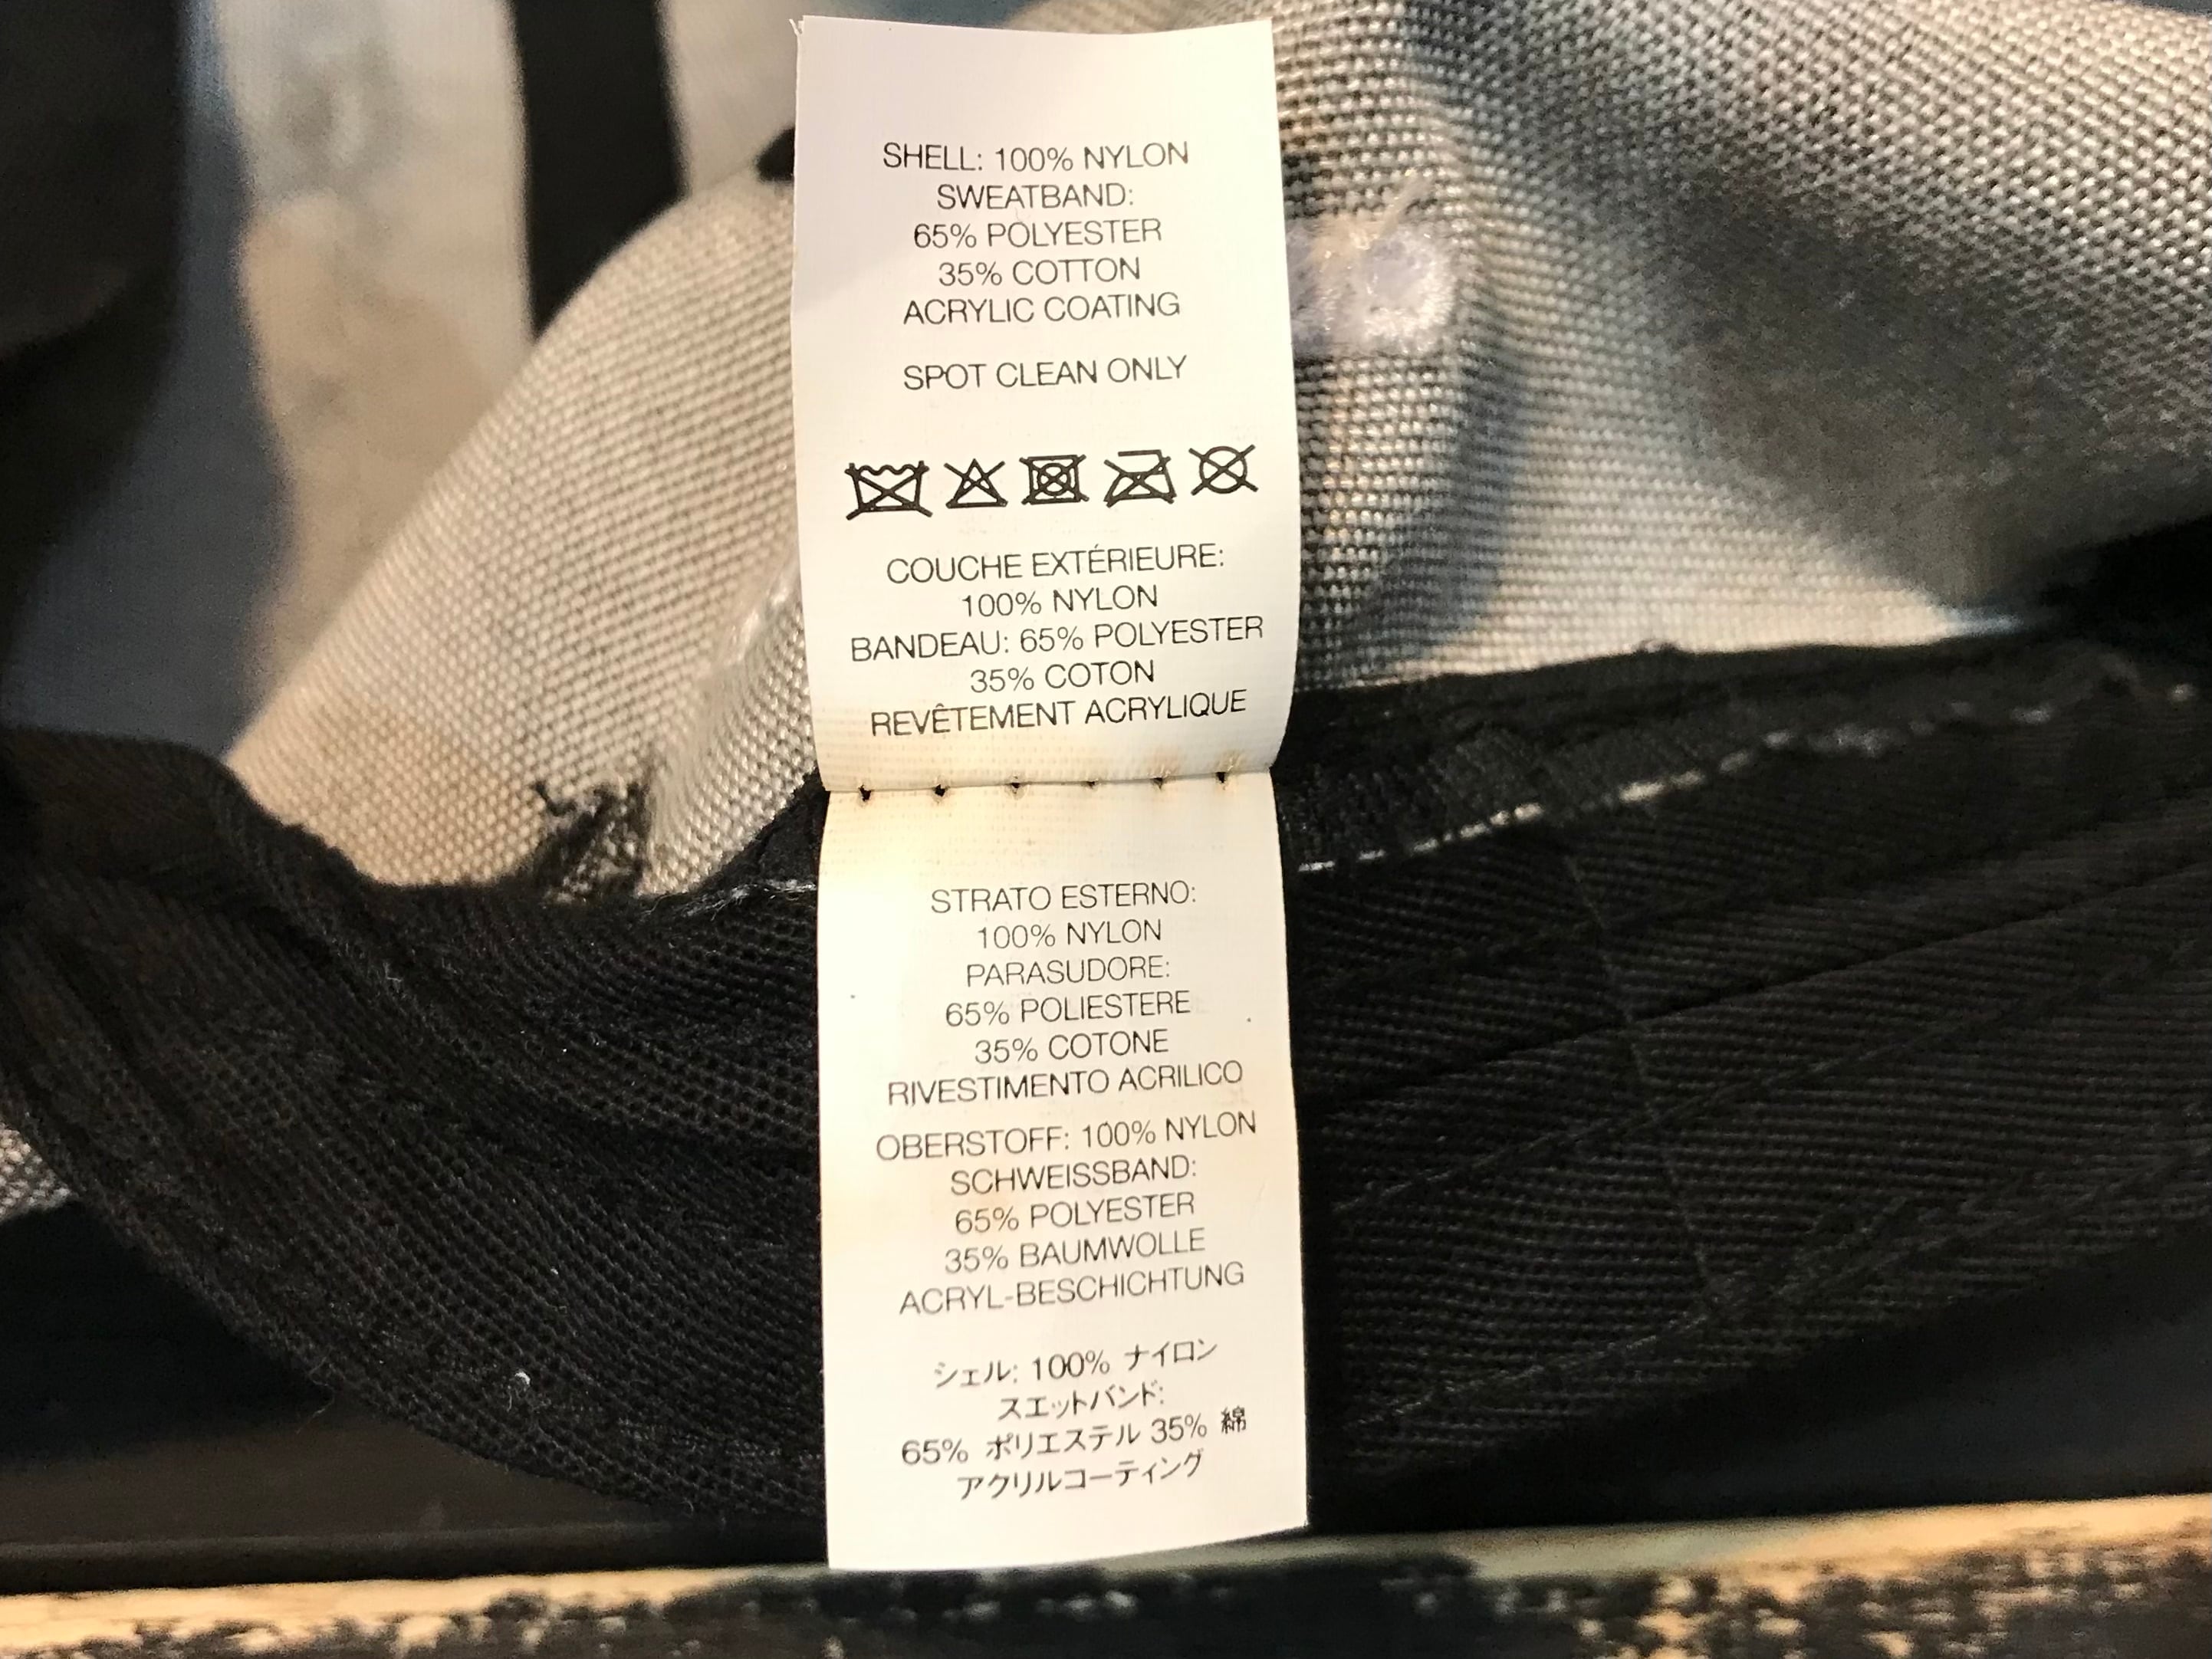 SHELL: 100% NYLON
SWEATBAND:
65% POLYESTER
35% COTTON
ACRYLIC COATING
SPOT CLEAN ONLY
COUCHE EXTÉRIEURE:
100% NYLON
BANDEAU: 65% POLYESTER
35% COTON
REVÊTEMENT ACRYLIQUE
STRATO ESTERNO:
100% NYLON
PARASUDORE:
65% POLIESTERE
35% COTONE
RIVESTIMENTO ACRILICO
OBERSTOFF: 100% NYLON
SCHWEISSBAND:
65% POLYESTER
35% BAUMWOLLE
ACRYL-BESCHICHTUNG
シェル: 100% ナイロン
スエットバンド:
65% ポリエステル 35% 綿
アクリルコーティング